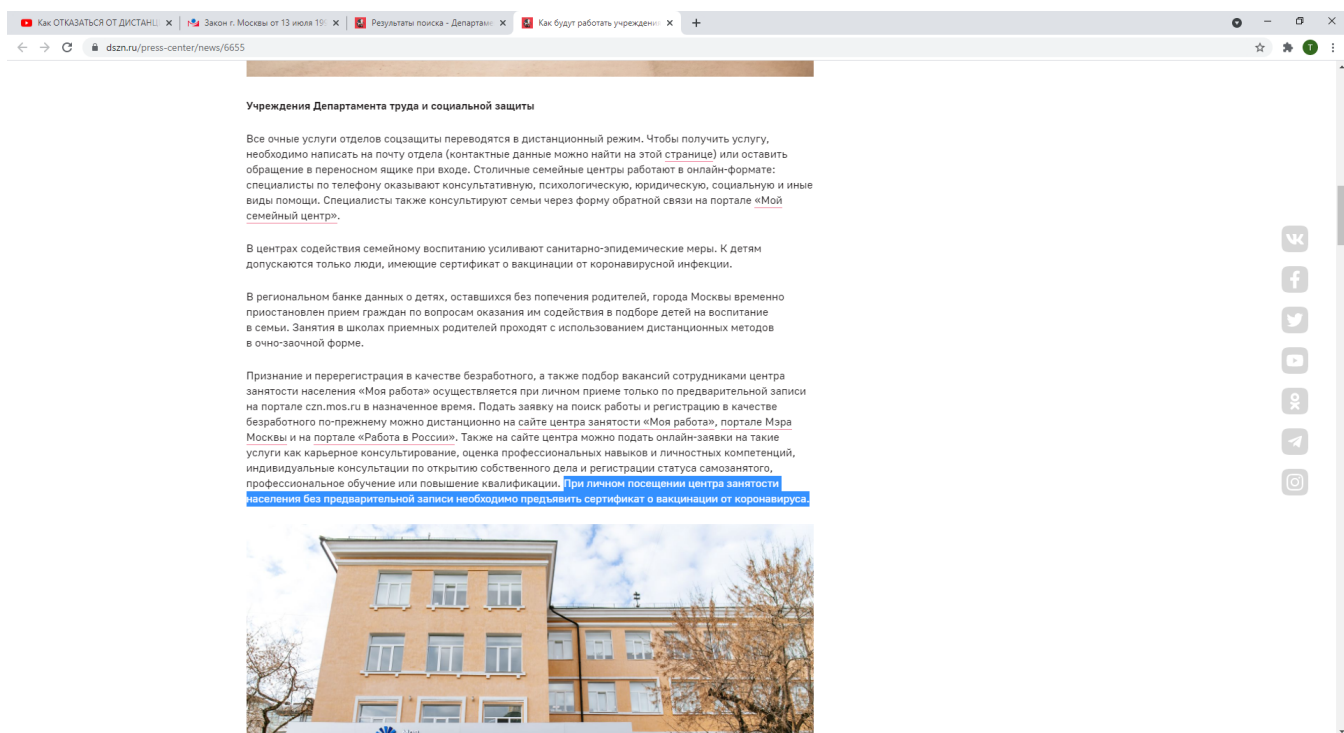 Как ОТКАЗАТЬСЯ ОТ ДИСТАНЦ
Закон г. Москвы от 13 июля 199
Результаты поиска - Департаме
Как будут работать учреждени
dszn.ru/press-center/news/6655
T
Учреждения Департамента труда и социальной защиты
Все очные услуги отделов соцзащиты переводятся в дистанционный режим. Чтобы получить услугу,
необходимо написать на почту отдела (контактные данные можно найти на этой странице) или оставить
обращение в переносном ящике при входе. Столичные семейные центры работают в онлайн-формате:
специалисты по телефону оказывают консультативную, психологическую, юридическую, социальную и иные
виды помощи. Специалисты также консультируют семьи через форму обратной связи на портале «Мой
семейный центр».
В центрах содействия семейному воспитанию усиливают санитарно-эпидемические меры. К детям
допускаются только люди, имеющие сертификат о вакцинации от коронавирусной инфекции.
В региональном банке данных о детях, оставшихся без попечения родителей, города Москвы временно
приостановлен прием граждан по вопросам оказания им содействия в подборе детей на воспитание
в семьи. Занятия в школах приемных родителей проходят с использованием дистанционных методов
в очно-заочной форме.
Признание и перерегистрация в качестве безработного, а также подбор вакансий сотрудниками центра
занятости населения «Моя работа» осуществляется при личном приеме только по предварительной записи
на портале czn.mos.ru в назначенное время. Подать заявку на поиск работы и регистрацию в качестве
безработного по-прежнему можно дистанционно на сайте центра занятости «Моя работа», портале Мэра
Москвы и на портале «Работа в России». Также на сайте центра можно подать онлайн-заявки на такие
услуги как карьерное консультирование, оценка профессиональных навыков и личностных компетенций,
индивидуальные консультации по открытию собственного дела и регистрации статуса самозанятого,
профессиональное обучение или повышение квалификации. При личном посещении центра занятости
населения без предварительной записи необходимо предъявить сертификат о вакцинации от коронавируса.